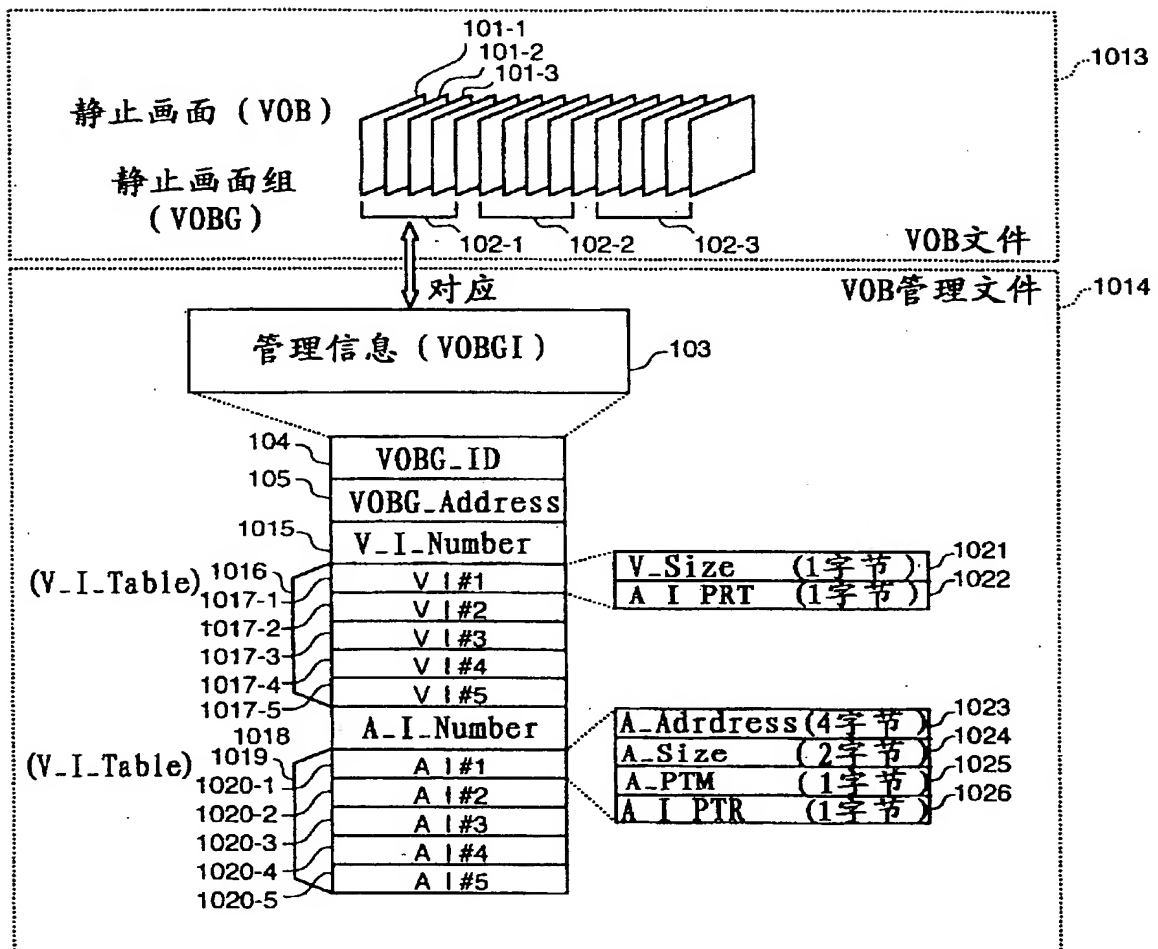 101-1
101-2
101-3
1013
静止画面（VOB）
静止画面组
（VOBG）
102-1
102-2
102-3
VOB文件
对应
VOB管理文件
1014
管理信息（VOBGI）
103
104
VOBG_ID
105
VOBG_Address
1015
V_I_Number
(V_I_Table)
1016
1017-1
V I#1
1017-2
V I#2
1017-3
V I#3
1017-4
V I#4
1017-5
V I#5
V_Size (1字节)
1021
A I PRT (1字节)
1022
1018
A_I_Number
(V_I_Table)
1019
1020-1
A I#1
1020-2
A I#2
1020-3
A I#3
1020-4
A I#4
1020-5
A I#5
A_Adrdress(4字节)
1023
A_Size (2字节)
1024
A_PTM (1字节)
1025
A I PTR (1字节)
1026